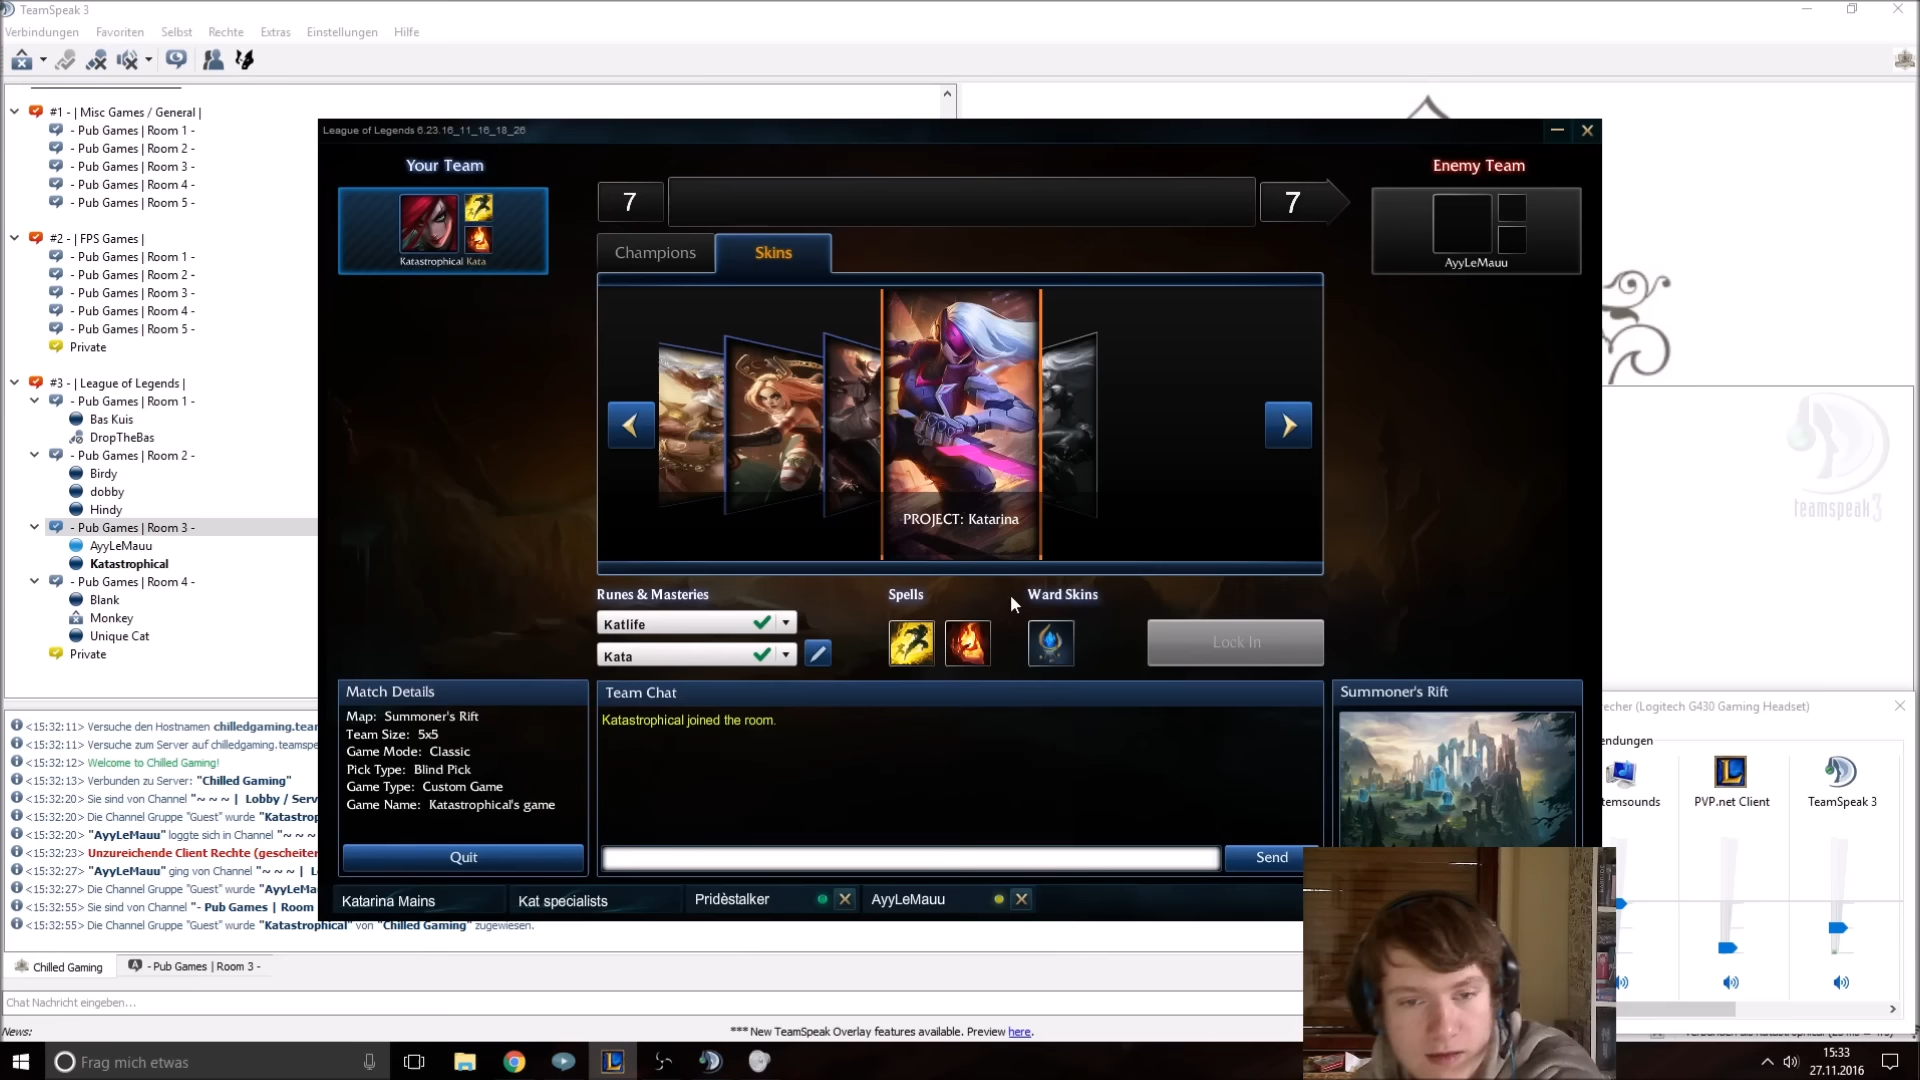 TeamSpeak 3
Verbindungen Favoriten Selbst Rechte Extras Einstellungen Hilfe
#1 - | Misc Games / General |
- Pub Games | Room 1 -
- Pub Games | Room 2 -
- Pub Games | Room 3 -
- Pub Games | Room 4 -
- Pub Games | Room 5 -
#2 - | FPS Games |
- Pub Games | Room 1 -
- Pub Games | Room 2 -
- Pub Games | Room 3 -
- Pub Games | Room 4 -
- Pub Games | Room 5 -
Private
#3 - | League of Legends |
- Pub Games | Room 1 -
Bas Kuis
DropTheBas
- Pub Games | Room 2 -
Birdy
dobby
Hindy
- Pub Games | Room 3 -
AyyLeMauu
Katastrophical
- Pub Games | Room 4 -
Blank
Monkey
Unique Cat
Private
League of Legends 6.23.16_11_16_18_26
Your Team
Katastrophical Kata
7
7
Enemy Team
AyyLeMauu
Champions Skins
PROJECT: Katarina
Runes & Masteries Spells Ward Skins
Katlife
Kata
Lock In
Match Details
Map: Summoner's Rift
Team Size: 5x5
Game Mode: Classic
Pick Type: Blind Pick
Game Type: Custom Game
Game Name: Katastrophical's game
Quit
Team Chat
Katastrophical joined the room.
Send
Summoner's Rift
Katarina Mains Kat specialists Pridèstalker AyyLeMauu
teamspeak 3
recher (Logitech G430 Gaming Headset)
endungen
temsounds PVP.net Client TeamSpeak 3
<15:32:11> Versuche den Hostnamen chilledgaming.team
<15:32:11> Versuche zum Server auf chilledgaming.teamspe
<15:32:12> Welcome to Chilled Gaming!
<15:32:13> Verbunden zu Server: "Chilled Gaming"
<15:32:20> Sie sind von Channel "~ ~ ~ | Lobby / Serv
<15:32:20> Die Channel Gruppe "Guest" wurde "Katastrop
<15:32:20> "AyyLeMauu" loggte sich in Channel "~ ~ ~
<15:32:23> Unzureichende Client Rechte (gescheiter
<15:32:27> "AyyLeMauu" ging von Channel "~ ~ ~ | L
<15:32:27> Die Channel Gruppe "Guest" wurde "AyyLeMa
<15:32:55> Sie sind von Channel "- Pub Games | Room
<15:32:55> Die Channel Gruppe "Guest" wurde "Katastrophical" von "Chilled Gaming" zugewiesen.
Chilled Gaming - Pub Games | Room 3 -
Chat Nachricht eingeben...
News: *** New TeamSpeak Overlay features available. Preview here.
Frag mich etwas
15:33
27.11.2016